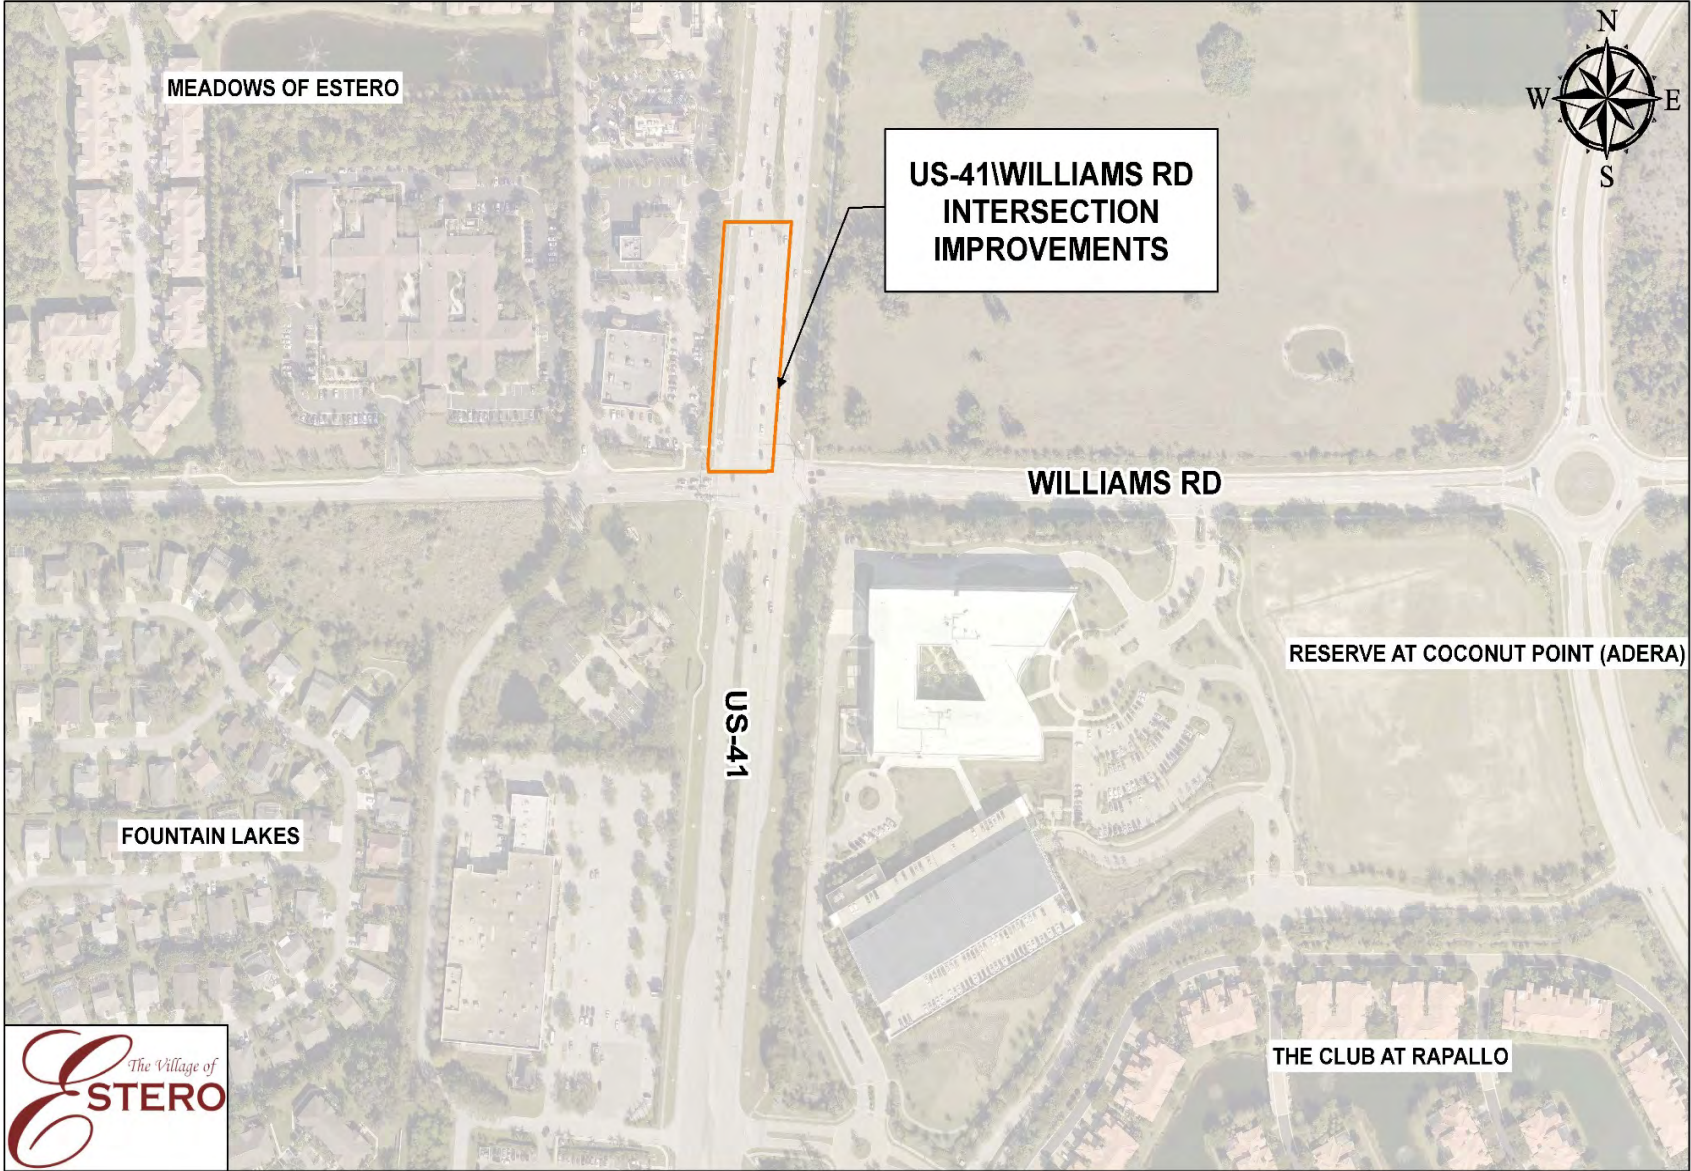 N
MEADOWS OF ESTERO
W
E
S
US-41\WILLIAMS RD
INTERSECTION
IMPROVEMENTS
WILLIAMS RD
RESERVE AT COCONUT POINT (ADERA)
US-41
FOUNTAIN LAKES
THE CLUB AT RAPALLO
The Village of
ESTERO